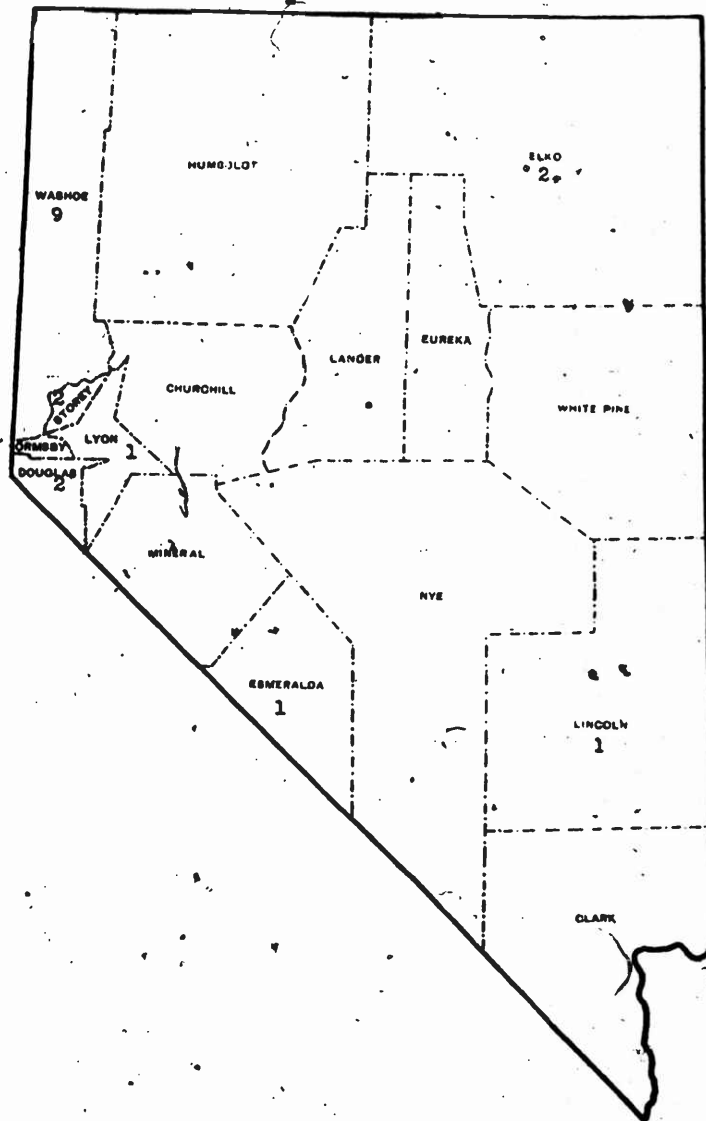 HUMBOLDT
ELKO
2
WASHOE
9
EUREKA
LANDER
CHURCHILL
2
STOREY
WHITE PINE
LYON
1
ORMSBY
DOUGLAS
2
MINERAL
NYE
ESMERALDA
1
LINCOLN
1
CLARK